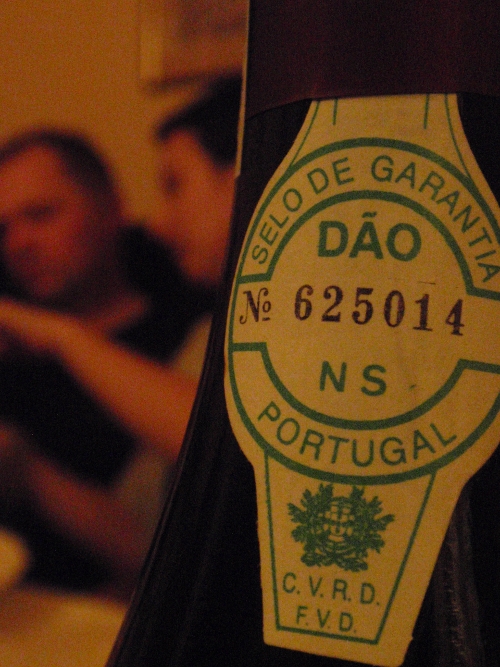 SELO DE GARANTIA
DÃO
Nº 625014
NS
PORTUGAL
C. V. R. D.
F. V. D.